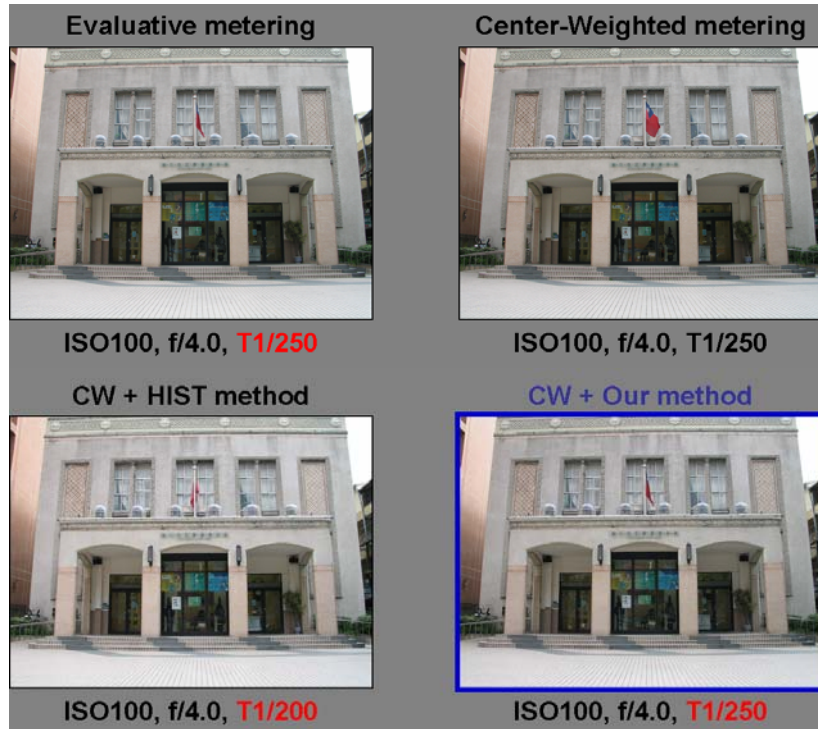 Evaluative metering
Center-Weighted metering
ISO100, f/4.0, T1/250
ISO100, f/4.0, T1/250
CW + HIST method
CW + Our method
ISO100, f/4.0, T1/200
ISO100, f/4.0, T1/250